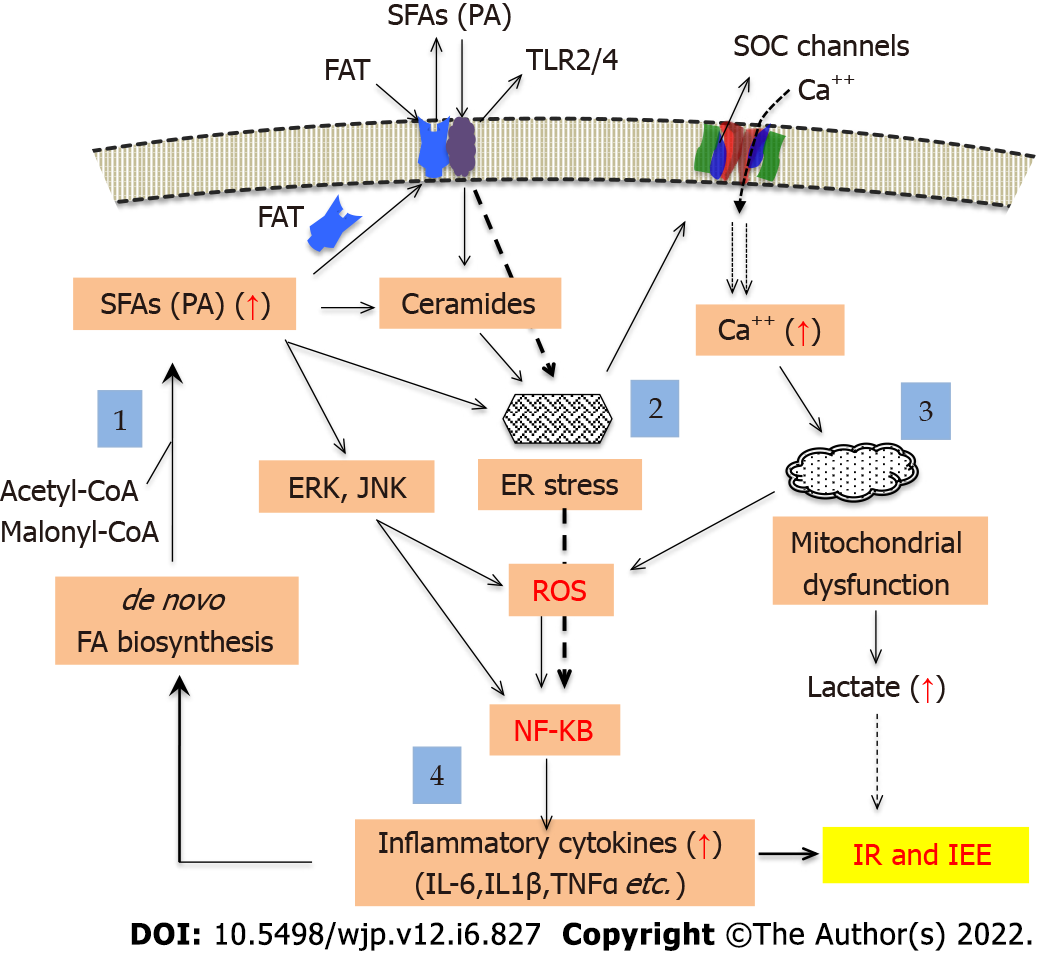 SFAs (PA)
FAT
TLR2/4
SOC channels
Ca++
FAT
SFAs (PA) (↑)
Ceramides
Ca++ (↑)
1
2
3
Acetyl-CoA
Malonyl-CoA
ERK, JNK
ER stress
Mitochondrial
dysfunction
de novo
FA biosynthesis
ROS
Lactate (↑)
NF-KB
4
Inflammatory cytokines (↑)
(IL-6,IL1β,TNFα etc.)
IR and IEE
DOI: 10.5498/wjp.v12.i6.827 Copyright ©The Author(s) 2022.